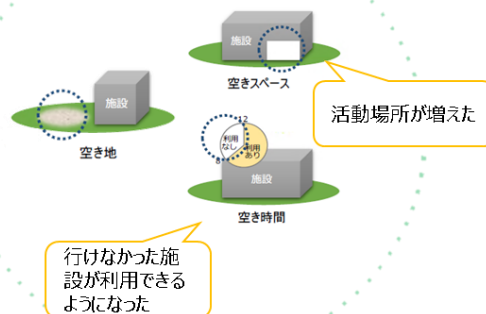 施設
空きスペース
活動場所が増えた
施設
空き地
12
利用
なし
利用
あり
8
施設
空き時間
行けなかった施
設が利用できる
ようになった